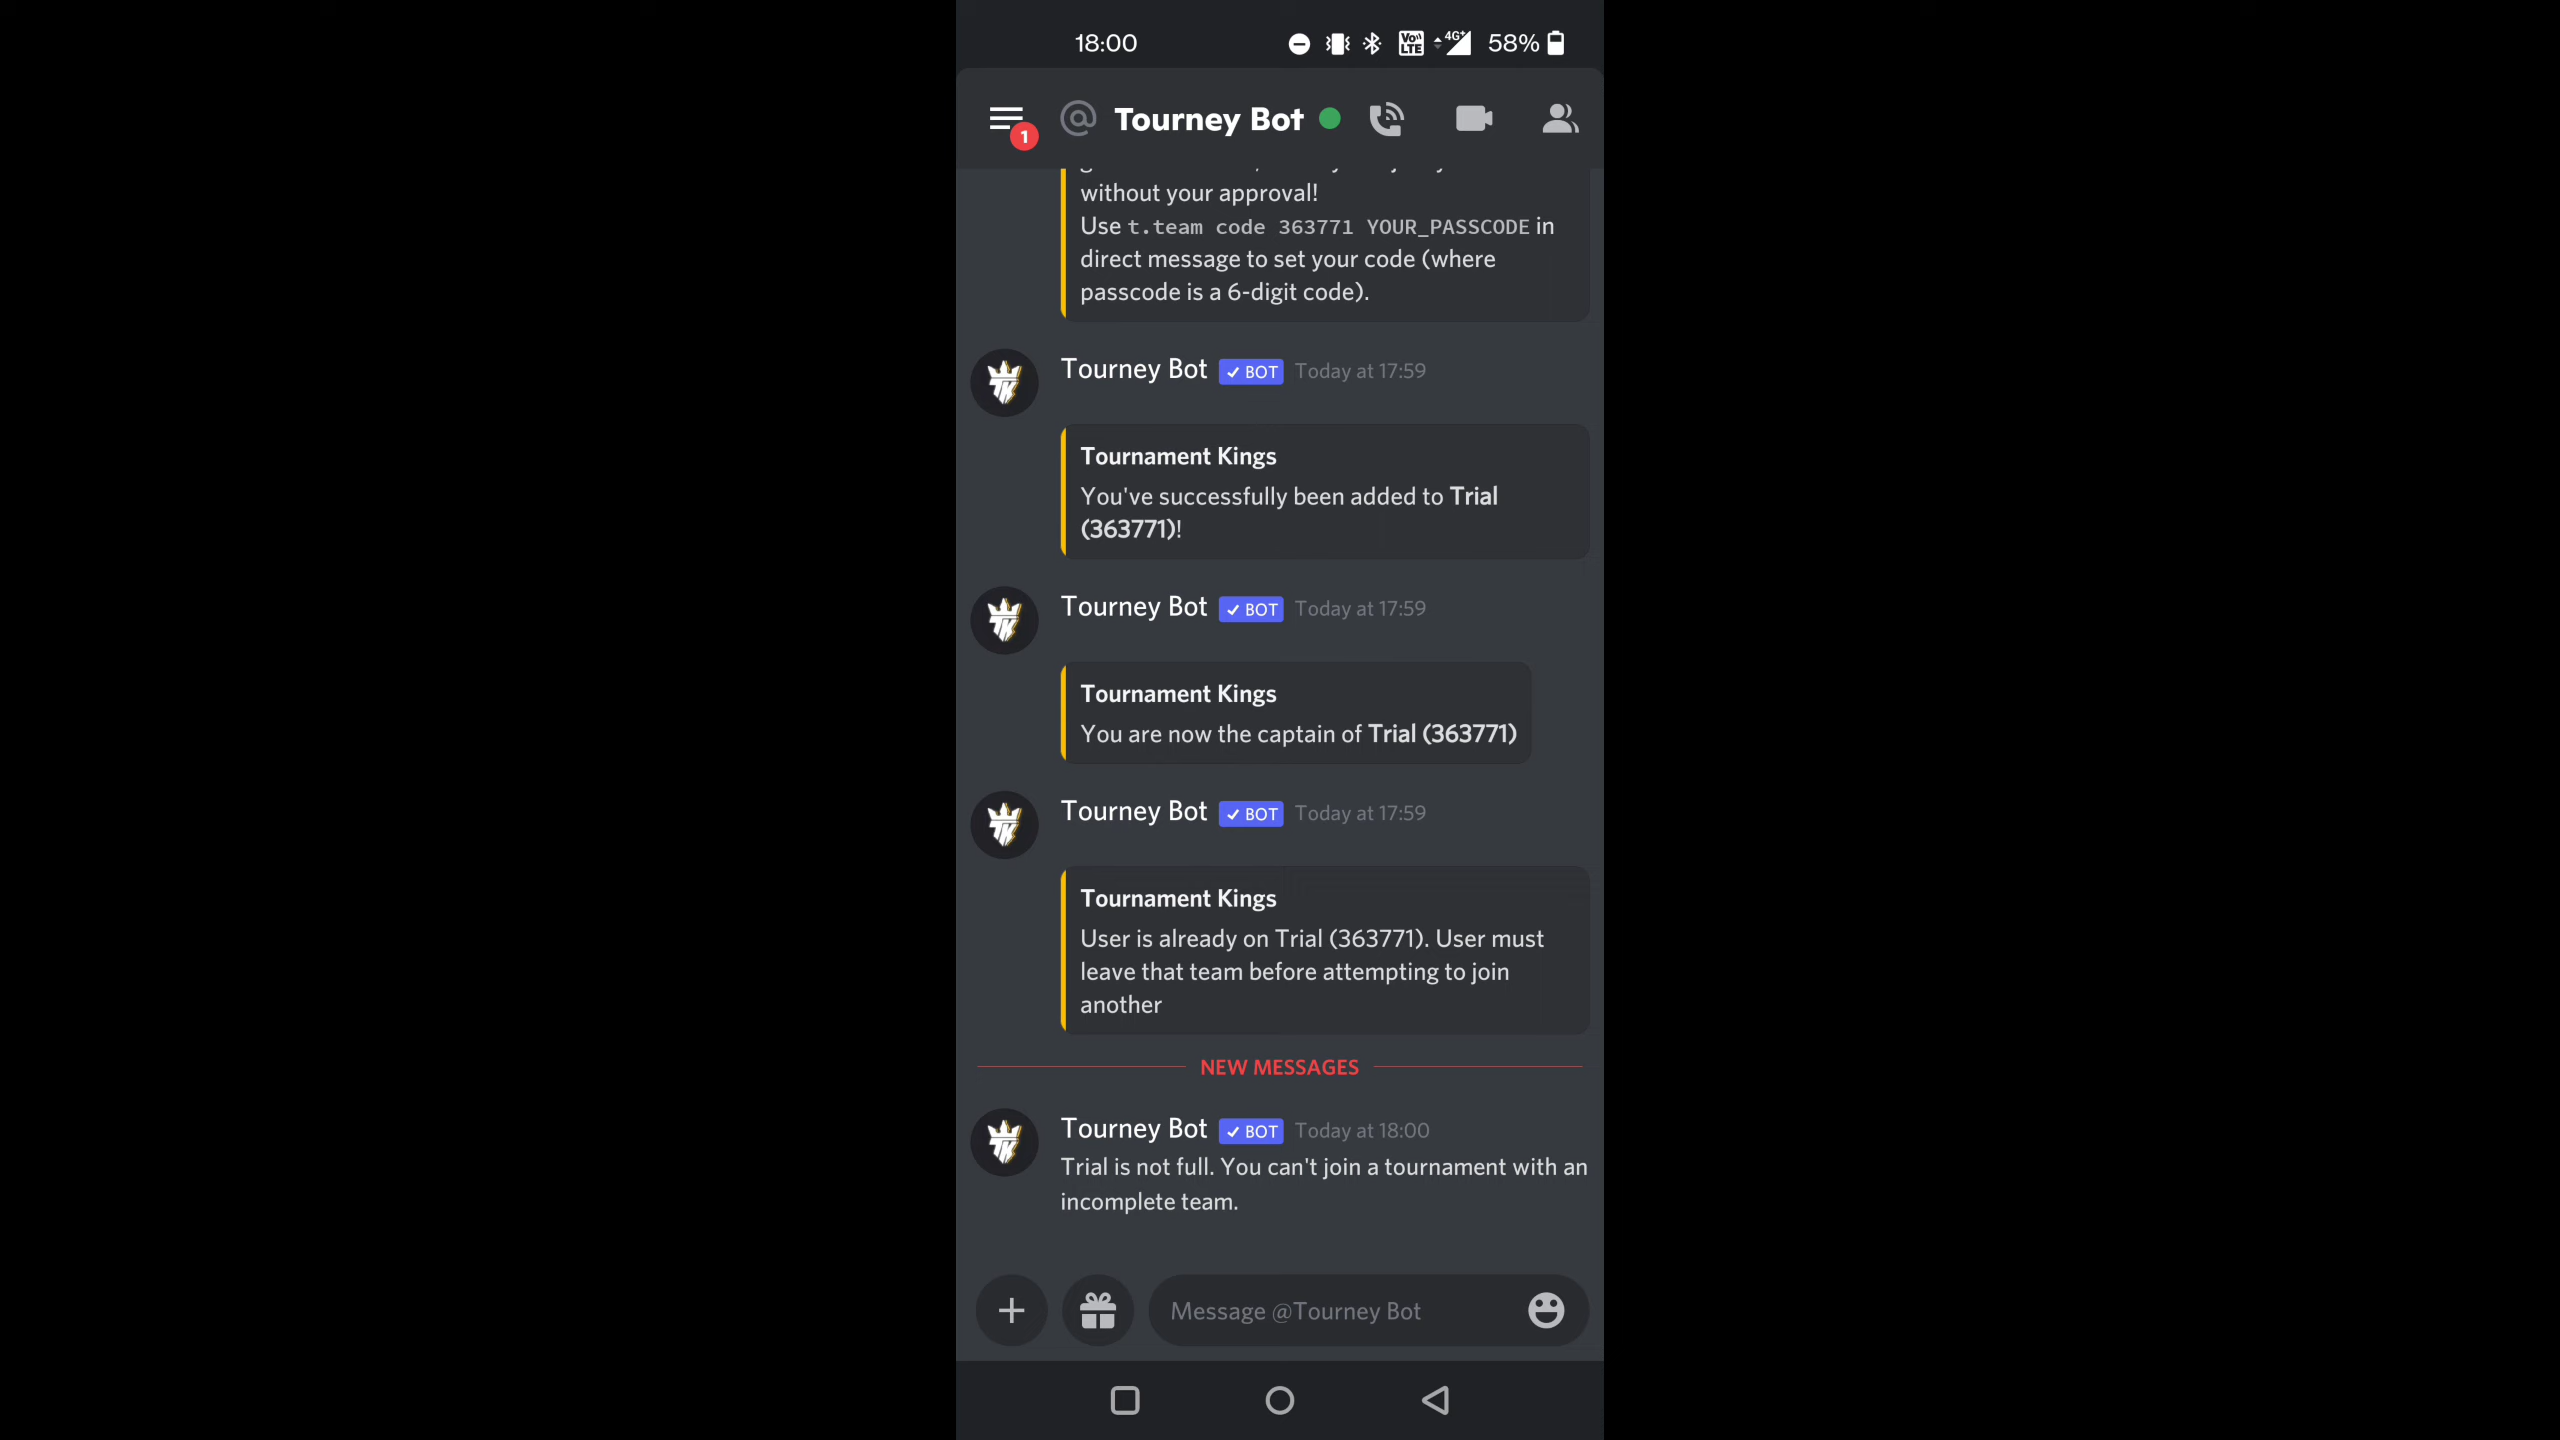 18:00
Vo)) LTE
4G+
58%
1
Tourney Bot
without your approval!
Use t.team code 363771 YOUR_PASSCODE in
direct message to set your code (where
passcode is a 6-digit code).
Tourney Bot BOT Today at 17:59
Tournament Kings
You've successfully been added to Trial
(363771)!
Tourney Bot BOT Today at 17:59
Tournament Kings
You are now the captain of Trial (363771)
Tourney Bot BOT Today at 17:59
Tournament Kings
User is already on Trial (363771). User must
leave that team before attempting to join
another
NEW MESSAGES
Tourney Bot BOT Today at 18:00
Trial is not full. You can't join a tournament with an
incomplete team.
Message @Tourney Bot